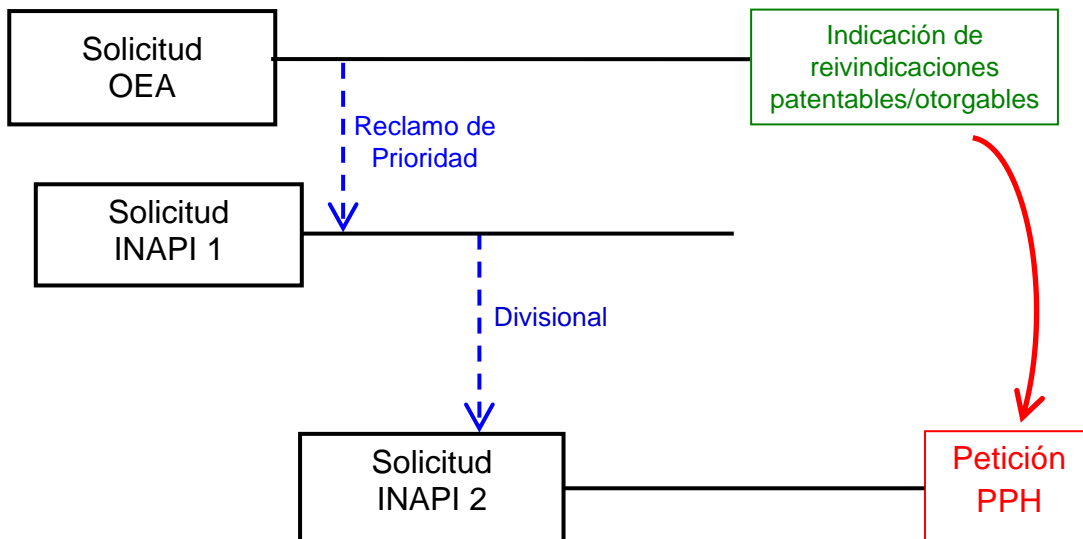 Solicitud
OEA
Indicación de
reivindicaciones
patentables/otorgables
Reclamo de
Prioridad
Solicitud
INAPI 1
Divisional
Solicitud
INAPI 2
Petición
PPH